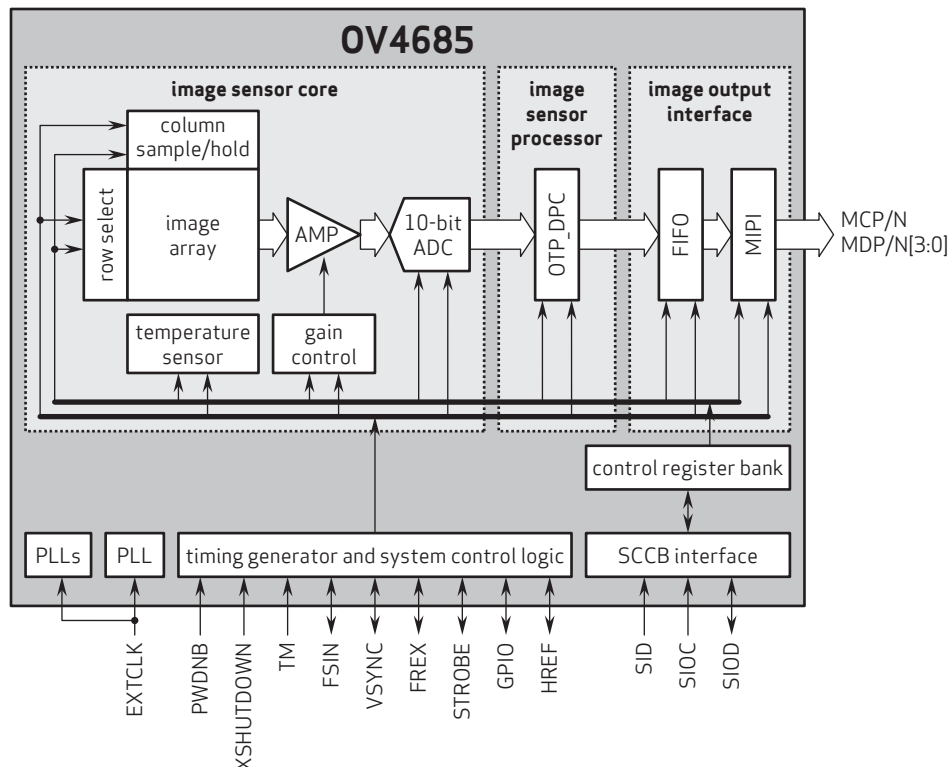 OV4685
image sensor core
image
sensor
processor
image output
interface
column
sample/hold
row select
image
array
AMP
10-bit
ADC
OTP_DPC
FIFO
MIPI
MCP/N
MDP/N[3:0]
temperature
sensor
gain
control
control register bank
PLLs
PLL
timing generator and system control logic
SCCB interface
EXTCLK
PWDNB
XSHUTDOWN
TM
FSIN
VSYNC
FREX
STROBE
GPIO
HREF
SID
SIOC
SIOD